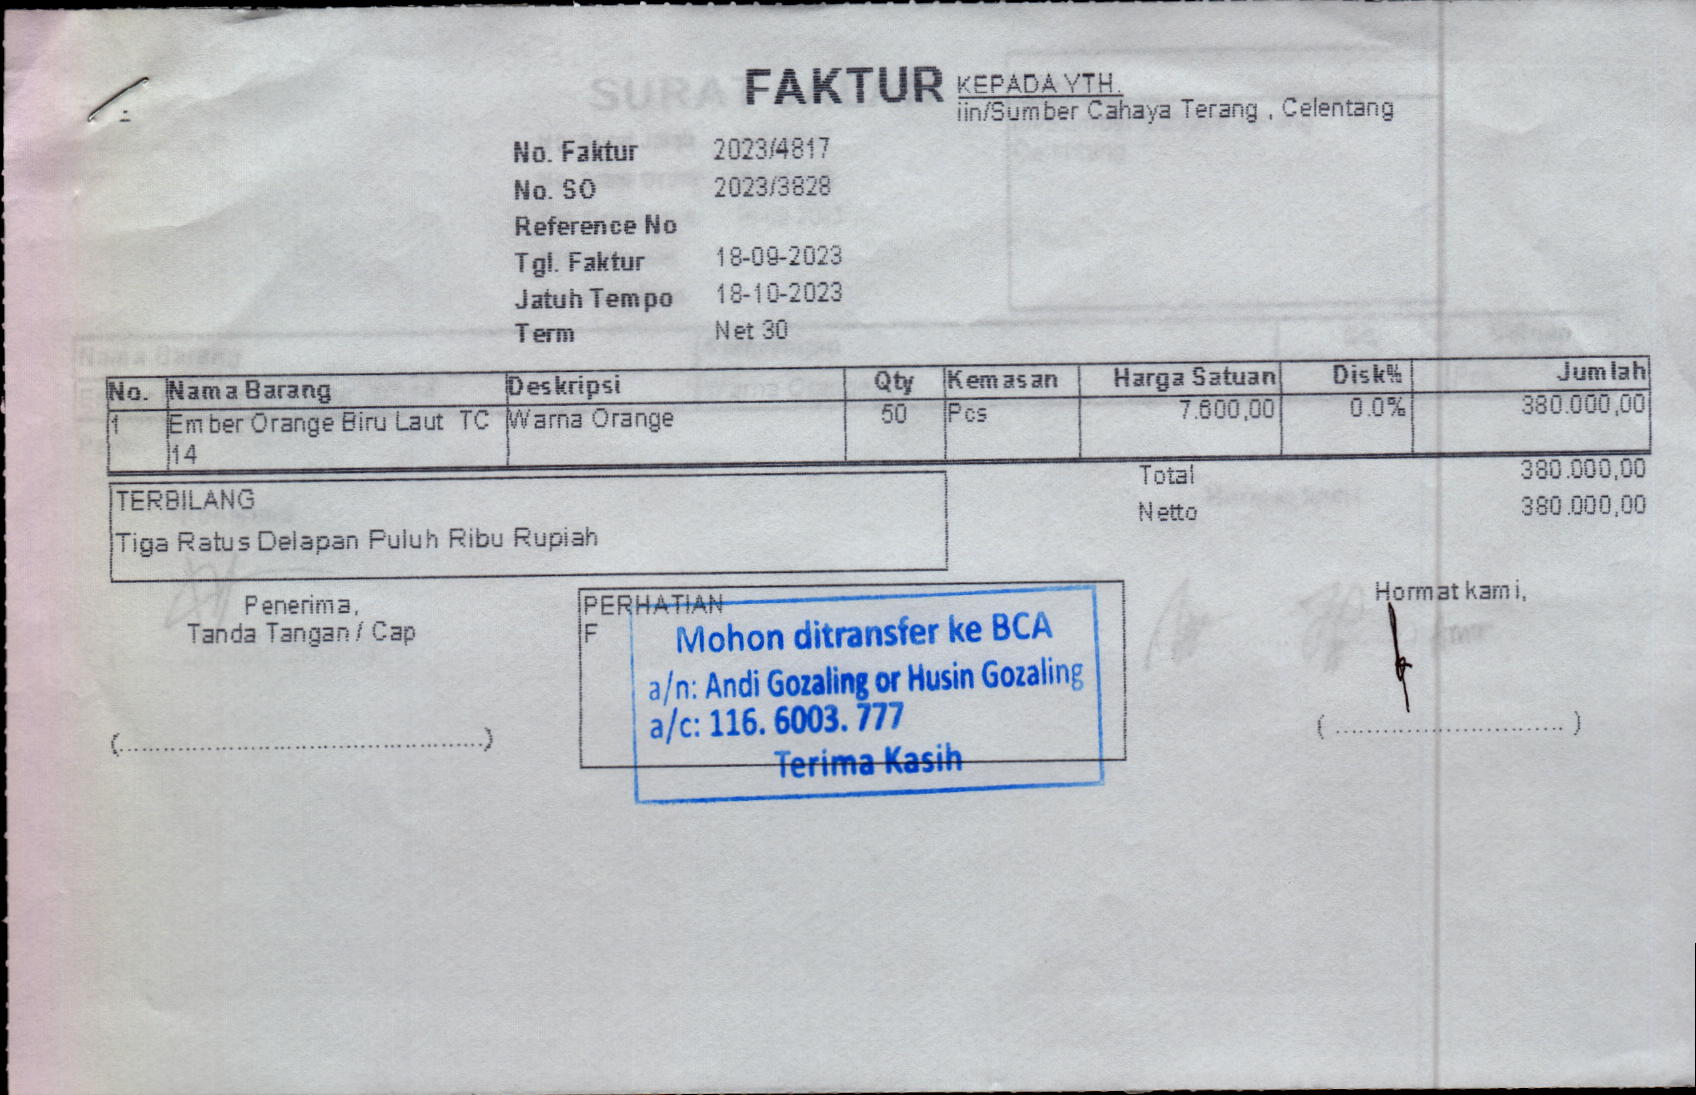 FAKTUR
KEPADA YTH.
iin/Sumber Cahaya Terang , Celentang
No. Faktur 2023/4817
No. SO 2023/3828
Reference No
Tgl. Faktur 18-09-2023
Jatuh Tempo 18-10-2023
Term Net 30
No. Nama Barang Deskripsi Qty Kemasan Harga Satuan Disk% Jumlah
1 Ember Orange Biru Laut TC Warna Orange 50 Pcs 7.600,00 0.0% 380.000,00
14
Total 380.000,00
Netto 380.000,00
TERBILANG
Tiga Ratus Delapan Puluh Ribu Rupiah
Penerima,
Tanda Tangan / Cap
(................................................)
PERHATIAN
F
Mohon ditransfer ke BCA
a/n: Andi Gozaling or Husin Gozaling
a/c: 116. 6003. 777
Terima Kasih
Hormat kami,
( ............................. )